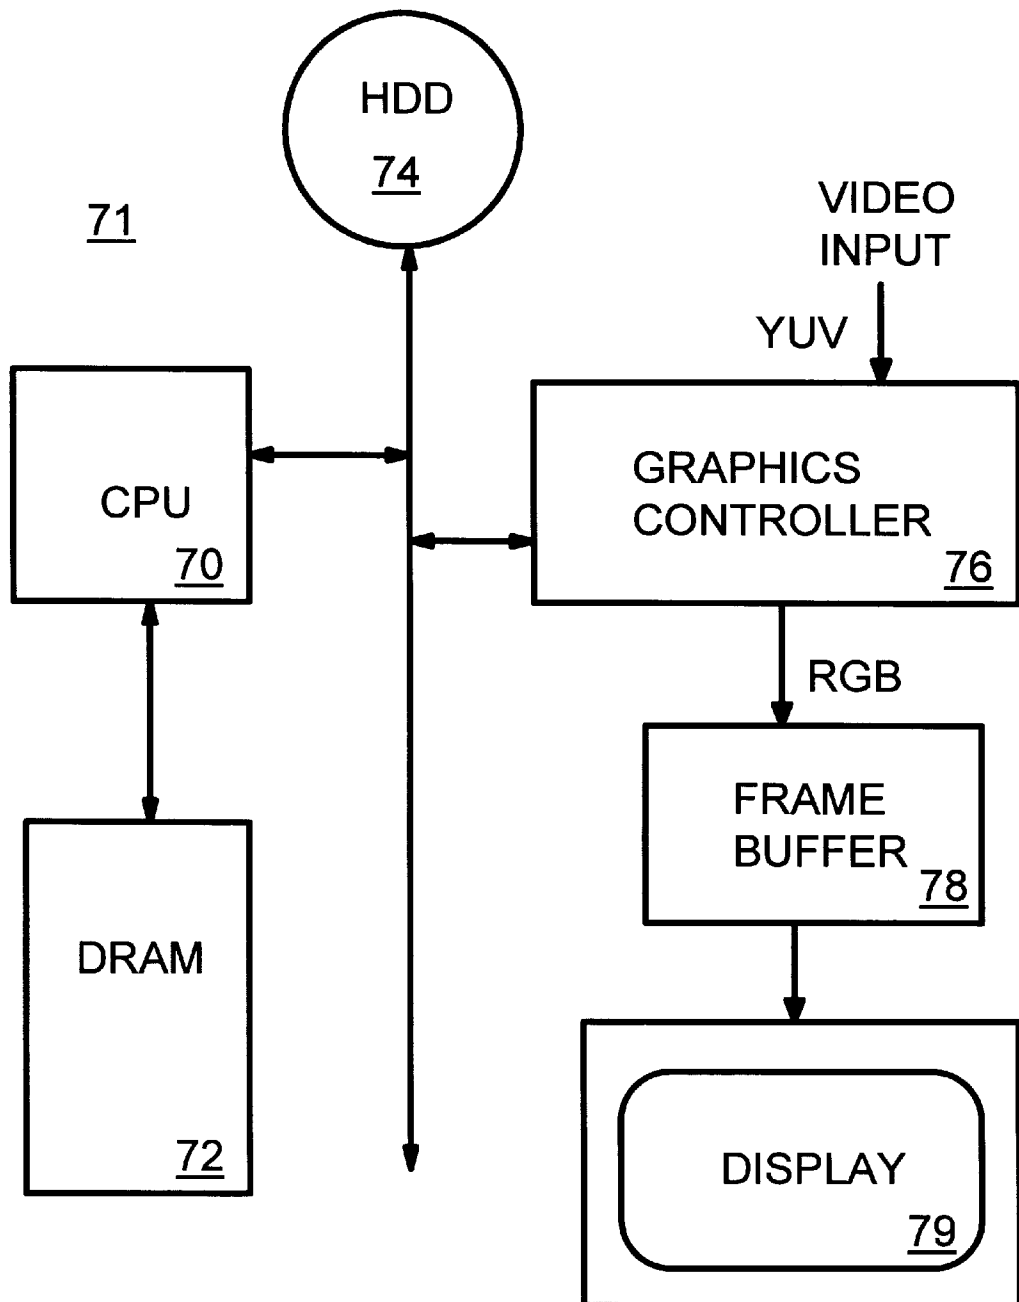 HDD
74
71
VIDEO
INPUT
YUV
CPU
70
GRAPHICS
CONTROLLER
76
RGB
FRAME
BUFFER
78
DRAM
72
DISPLAY
79